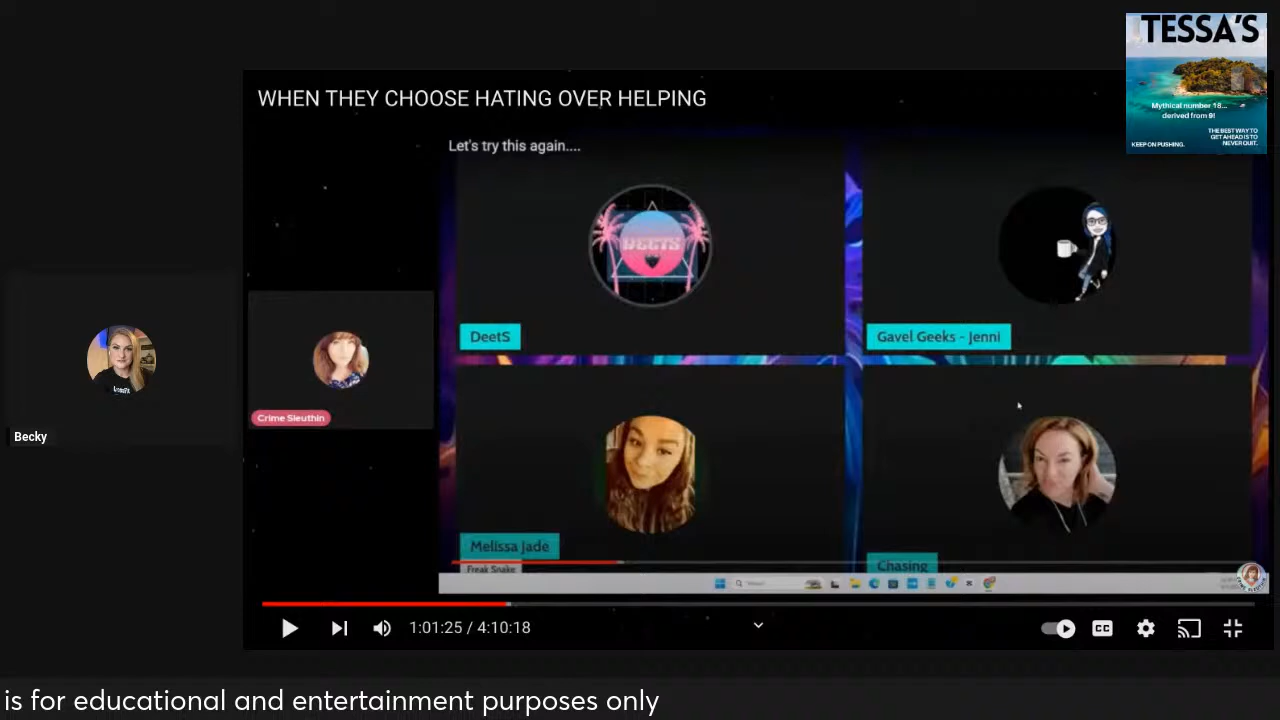 TESSA'S
Mythical number 18...
derived from 9!
THE BEST WAY TO
GET AHEAD IS TO
NEVER QUIT.
KEEP ON PUSHING.
WHEN THEY CHOOSE HATING OVER HELPING
Let's try this again....
DEETS
DeetS
Gavel Geeks - Jenni
Crime Sleuthin
Becky
Melissa Jade
Freak Snake
Chasing
1:01:25 / 4:10:18
CC
is for educational and entertainment purposes only